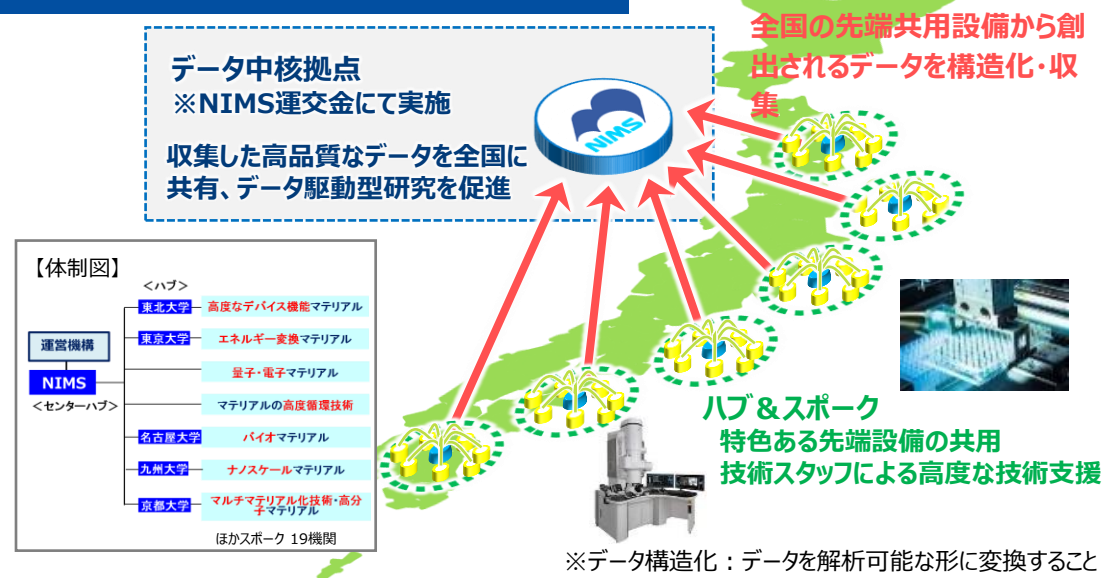 全国の先端共用設備から創
出されるデータを構造化・収
集
データ中核拠点
※NIMS運交金にて実施
収集した高品質なデータを全国に
共有、データ駆動型研究を促進
NIMS
【体制図】
<ハブ>
東北大学 高度なデバイス機能マテリアル
東京大学 エネルギー変換マテリアル
運営機構
量子・電子マテリアル
NIMS
<センターハブ>
マテリアルの高度循環技術
名古屋大学 バイオマテリアル
九州大学 ナノスケールマテリアル
京都大学 マルチマテリアル化技術・高分
子マテリアル
ほかスポーク 19機関
ハブ&スポーク
特色ある先端設備の共用
技術スタッフによる高度な技術支援
※データ構造化：データを解析可能な形に変換すること